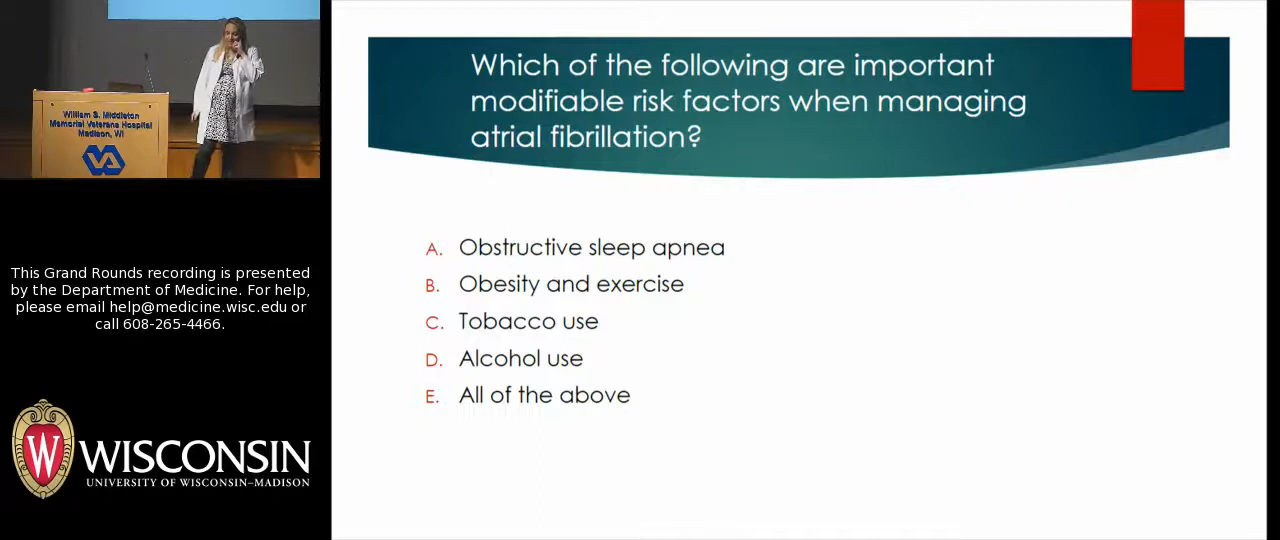 William S. Middleton
Memorial Veterans Hospital
Madison, WI
VA
This Grand Rounds recording is presented
by the Department of Medicine. For help,
please email help@medicine.wisc.edu or
call 608-265-4466.
W
WISCONSIN
UNIVERSITY OF WISCONSIN–MADISON
Which of the following are important
modifiable risk factors when managing
atrial fibrillation?
A. Obstructive sleep apnea
B. Obesity and exercise
C. Tobacco use
D. Alcohol use
E. All of the above